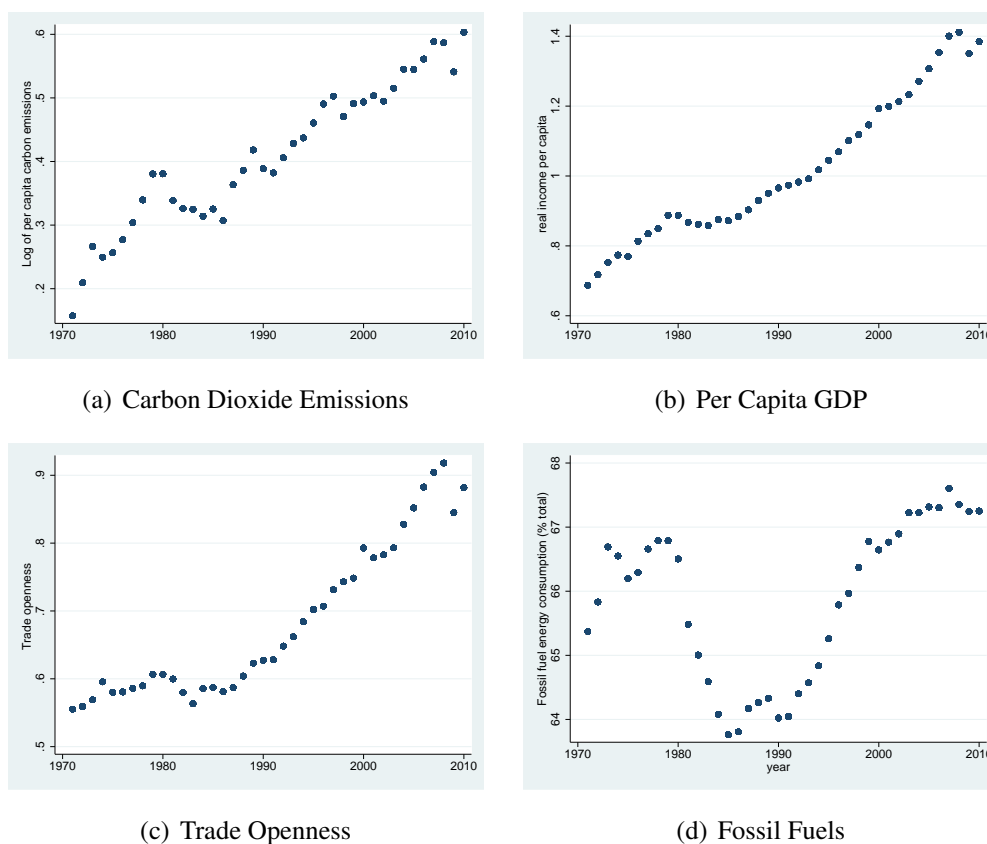 Log of per capita carbon emissions
.6
.5
.4
.3
.2
1970 1980 1990 2000 2010
(a) Carbon Dioxide Emissions
real income per capita
1.4
1.2
1
.8
.6
1970 1980 1990 2000 2010
(b) Per Capita GDP
Trade openness
.9
.8
.7
.6
.5
1970 1980 1990 2000 2010
(c) Trade Openness
Fossil fuel energy consumption (% total)
68
67
66
65
64
1970 1980 1990 2000 2010
year
(d) Fossil Fuels